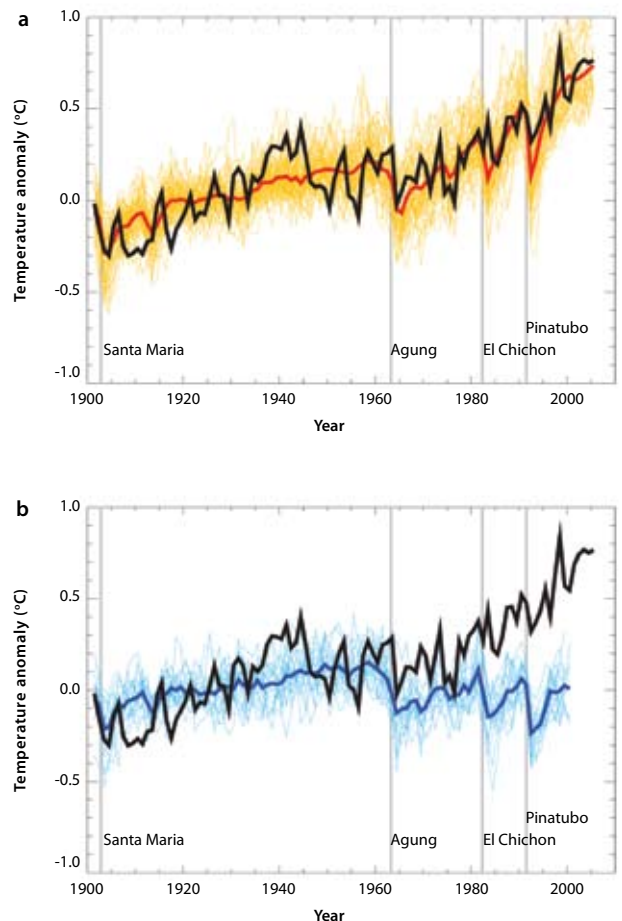 a
Temperature anomaly (°C)
1.0
0.5
0.0
-0.5
-1.0
Pinatubo
Santa Maria Agung El Chichon
1900 1920 1940 1960 1980 2000
Year
b
Temperature anomaly (°C)
1.0
0.5
0.0
-0.5
-1.0
Pinatubo
Santa Maria Agung El Chichon
1900 1920 1940 1960 1980 2000
Year